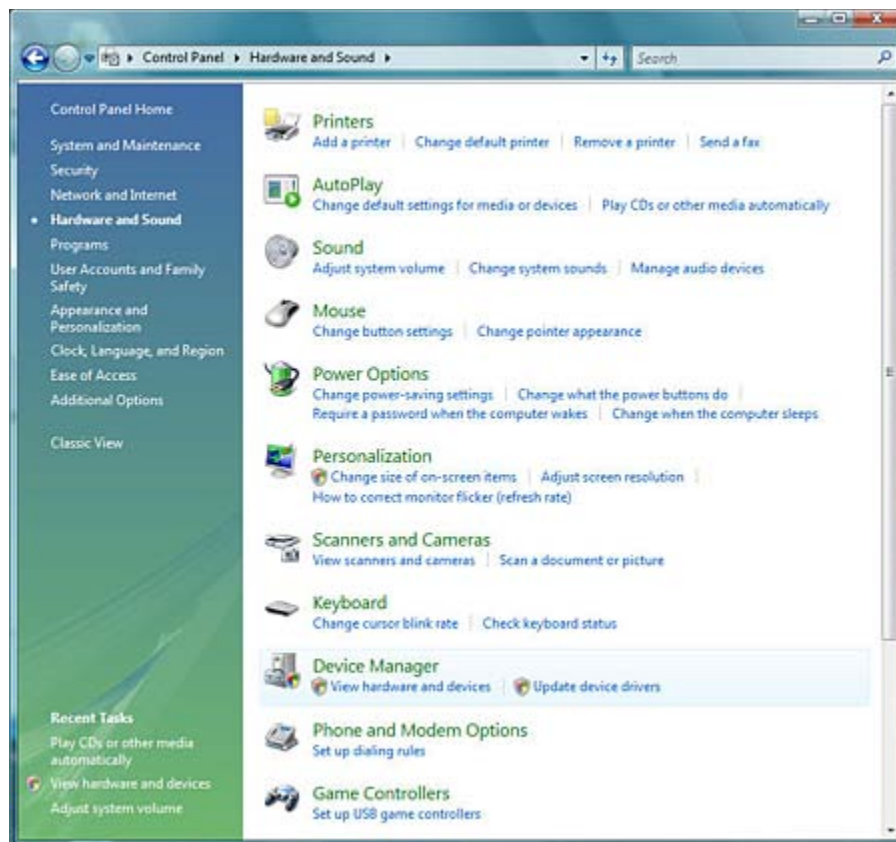 Control Panel Hardware and Sound Search
Control Panel Home
System and Maintenance
Security
Network and Internet
Hardware and Sound
Programs
User Accounts and Family
Safety
Appearance and
Personalization
Clock, Language, and Region
Ease of Access
Additional Options
Classic View
Recent Tasks
Play CDs or other media
automatically
View hardware and devices
Adjust system volume
Printers
Add a printer Change default printer Remove a printer Send a fax
AutoPlay
Change default settings for media or devices Play CDs or other media automatically
Sound
Adjust system volume Change system sounds Manage audio devices
Mouse
Change button settings Change pointer appearance
Power Options
Change power-saving settings Change what the power buttons do
Require a password when the computer wakes Change when the computer sleeps
Personalization
Change size of on-screen items Adjust screen resolution
How to correct monitor flicker (refresh rate)
Scanners and Cameras
View scanners and cameras Scan a document or picture
Keyboard
Change cursor blink rate Check keyboard status
Device Manager
View hardware and devices Update device drivers
Phone and Modem Options
Set up dialing rules
Game Controllers
Set up USB game controllers